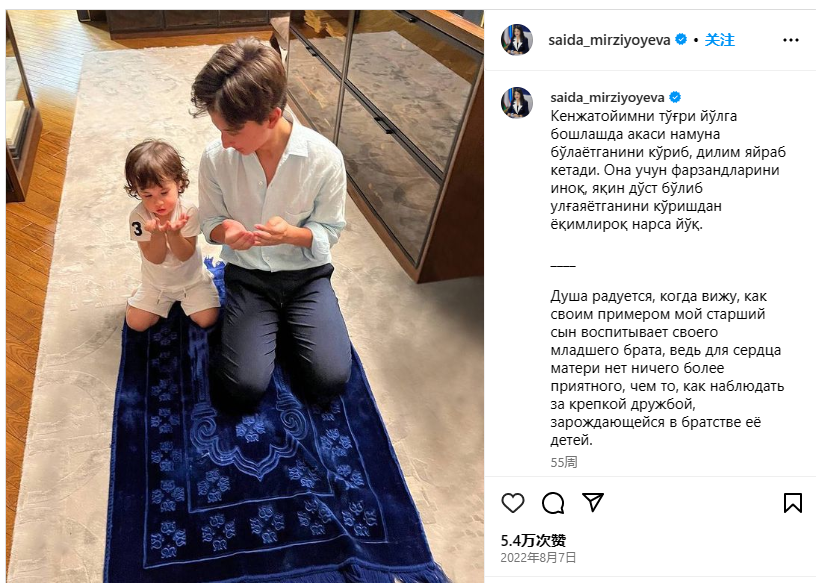 3
saida_mirziyoyeva • 关注
saida_mirziyoyeva
Кенжатойимни тўғри йўлга
бошлашда акаси намуна
бўлаётганини кўриб, дилим яйраб
кетади. Она учун фарзандларини
иноқ, яқин дўст бўлиб
улғаяётганини кўришдан
ёқимлироқ нарса йўқ.
____
Душа радуется, когда вижу, как
своим примером мой старший
сын воспитывает своего
младшего брата, ведь для сердца
матери нет ничего более
приятного, чем то, как наблюдать
за крепкой дружбой,
зарождающейся в братстве её
детей.
55周
5.4万次赞
2022年8月7日